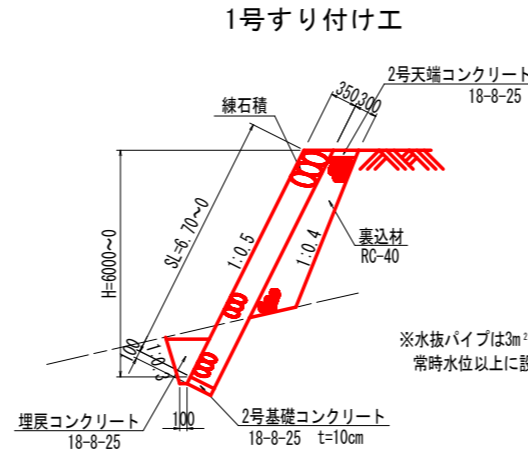 1号すり付け工
2号天端コンクリート
18-8-25
350
300
練石積
H=6000~0
SL=6.70~0
1:0.5
1:0.4
裏込材
RC-40
※水抜パイプは3m²
常時水位以上に設
100
1:0.3
100
埋戻コンクリート
18-8-25
2号基礎コンクリート
18-8-25 t=10cm